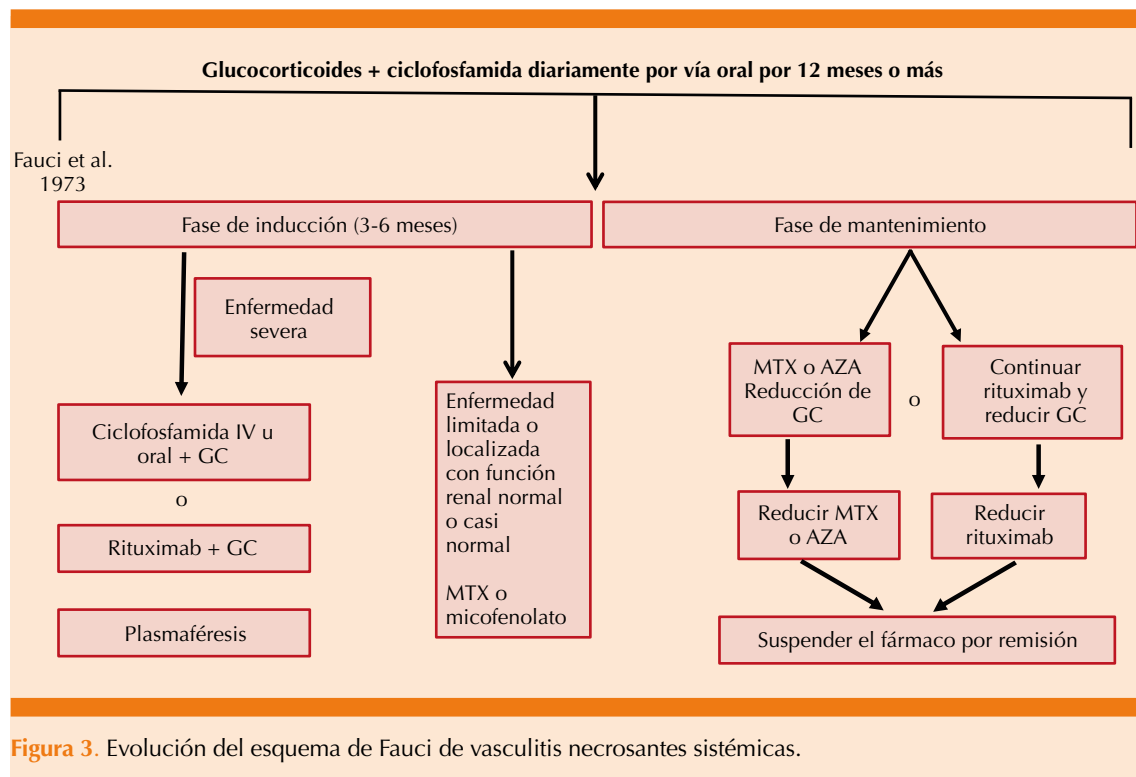 Glucocorticoides + ciclofosfamida diariamente por vía oral por 12 meses o más
Fauci et al.
1973
Fase de inducción (3-6 meses)
Fase de mantenimiento
Enfermedad
severa
Ciclofosfamida IV u
oral + GC
o
Rituximab + GC
Plasmaféresis
Enfermedad
limitada o
localizada
con función
renal normal
o casi
normal
MTX o
micofenolato
MTX o AZA
Reducción de
GC
o
Continuar
rituximab y
reducir GC
Reducir MTX
o AZA
Reducir
rituximab
Suspender el fármaco por remisión
Figura 3. Evolución del esquema de Fauci de vasculitis necrosantes sistémicas.